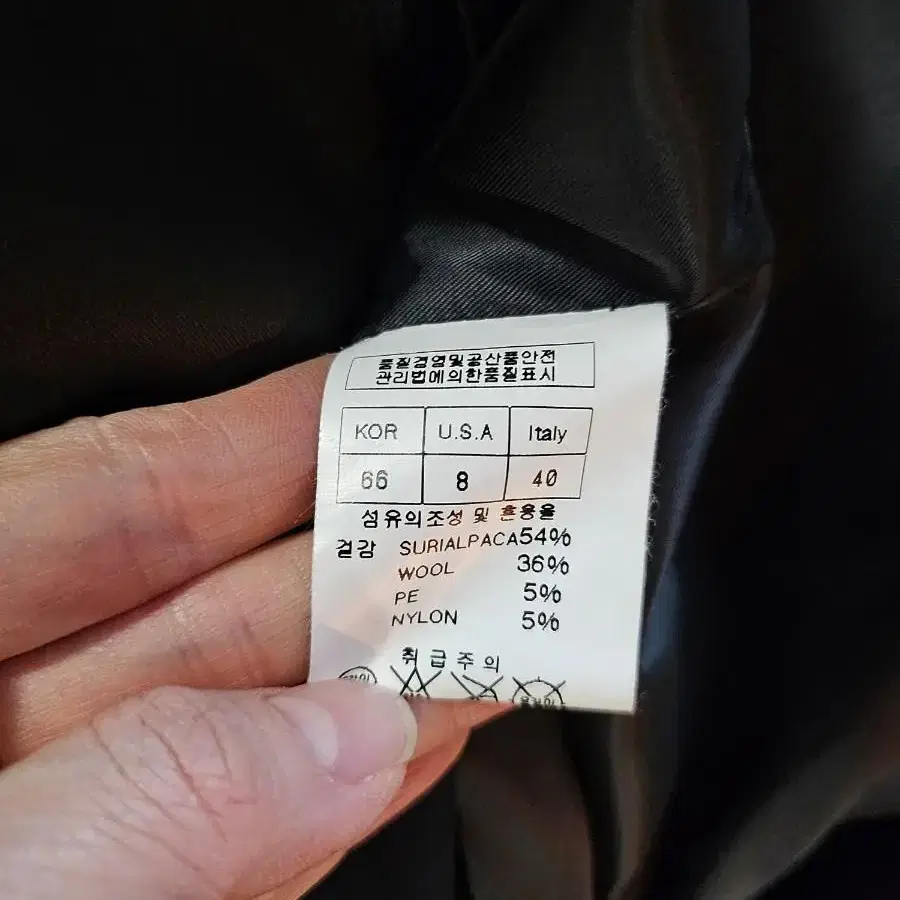 품질경영및공산품안전
관리법에의한품질표시
KOR U.S.A Italy
66 8 40
섬유의조성 및 혼용율
겉감 SURIALPACA54%
WOOL 36%
PE 5%
NYLON 5%
취급주의